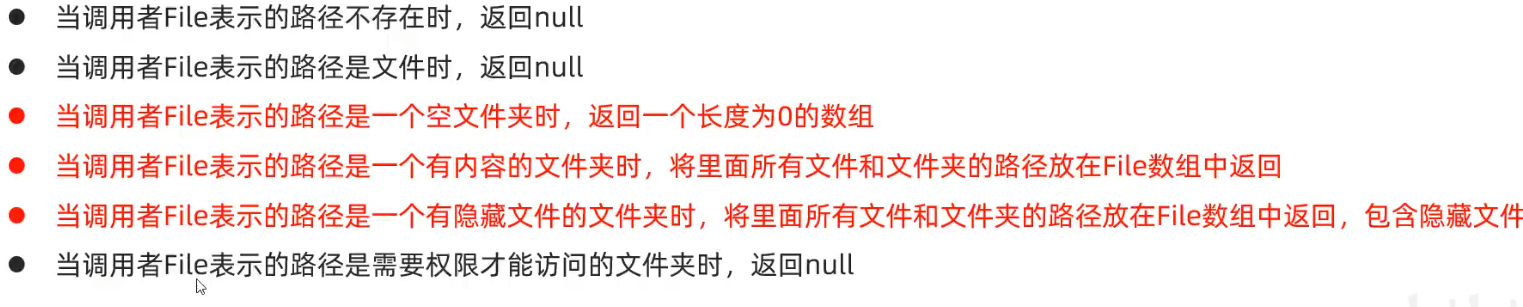 ● 当调用者File表示的路径不存在时，返回null
● 当调用者File表示的路径是文件时，返回null
● 当调用者File表示的路径是一个空文件夹时，返回一个长度为0的数组
● 当调用者File表示的路径是一个有内容的文件夹时，将里面所有文件和文件夹的路径放在File数组中返回
● 当调用者File表示的路径是一个有隐藏文件的文件夹时，将里面所有文件和文件夹的路径放在File数组中返回，包含隐藏文件
● 当调用者File表示的路径是需要权限才能访问的文件夹时，返回null